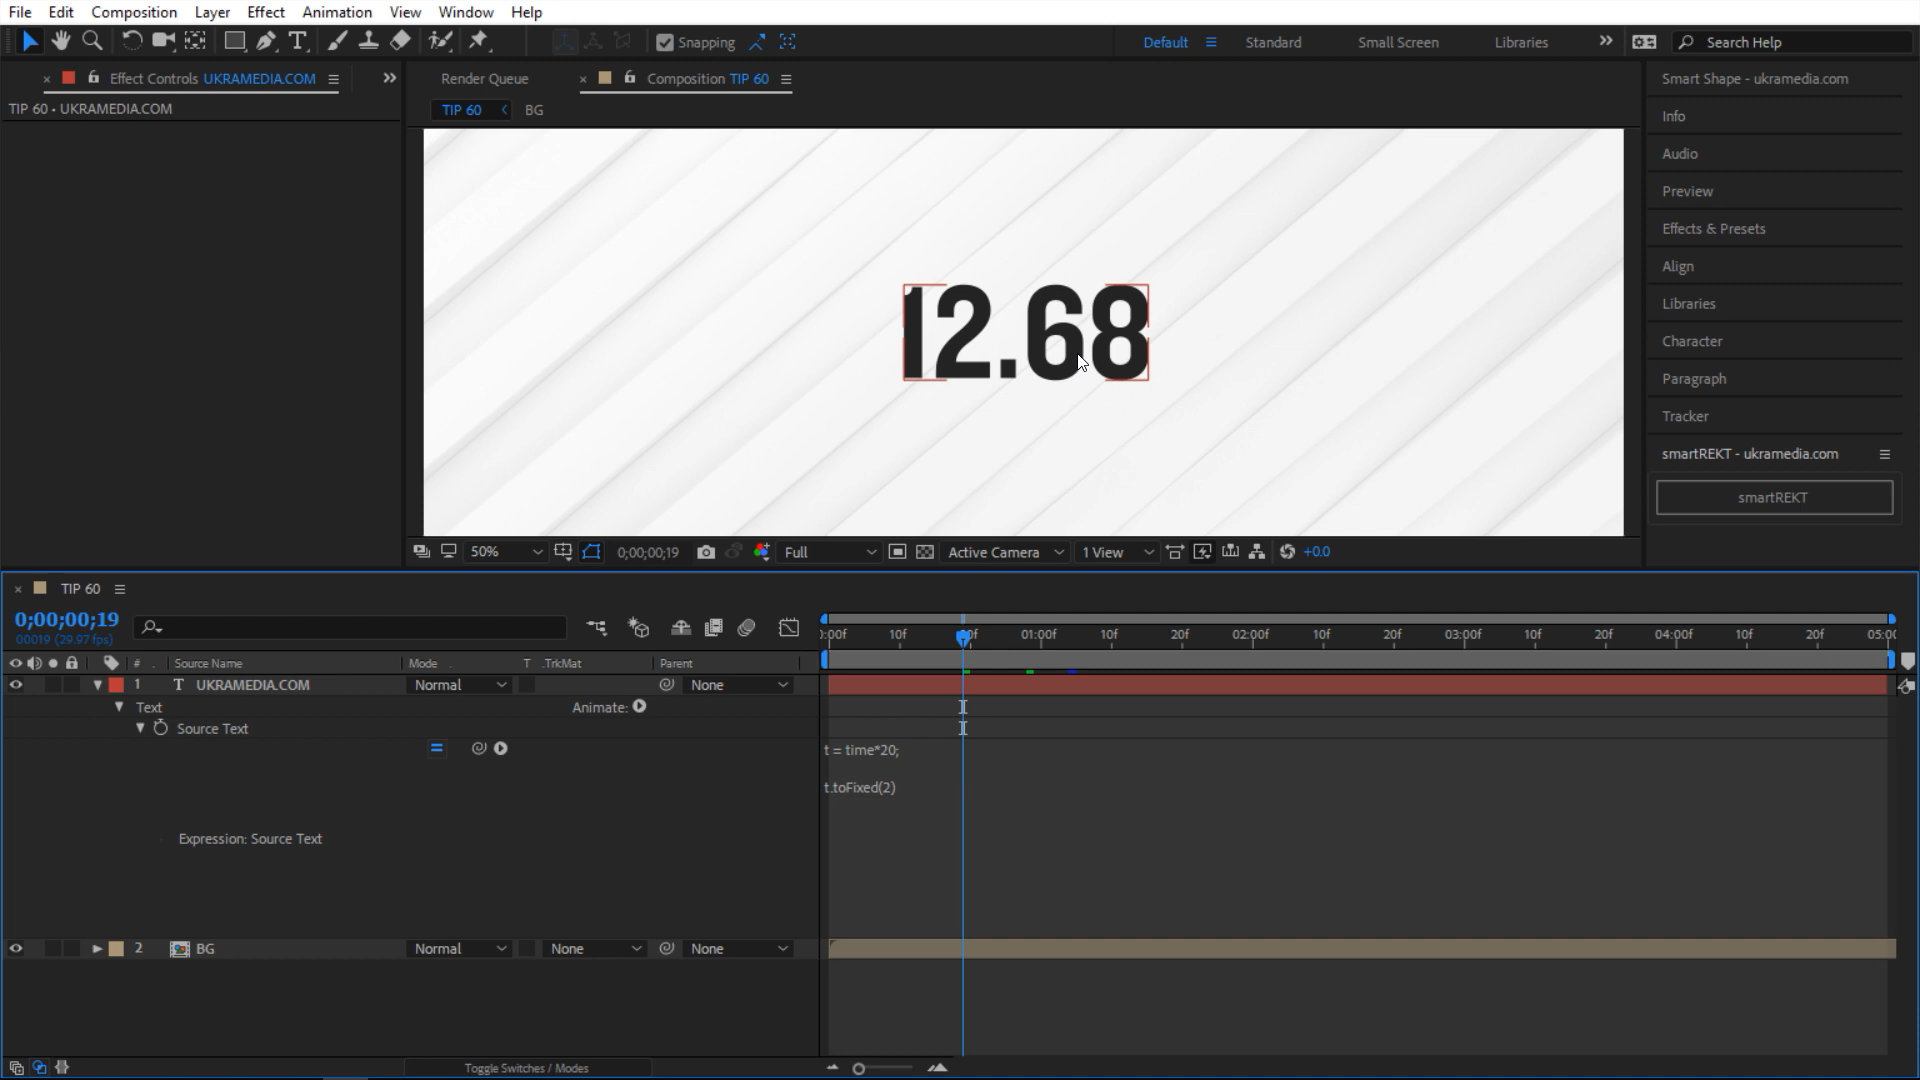 File Edit Composition Layer Effect Animation View Window Help
Snapping Default Standard Small Screen Libraries Search Help
Effect Controls UKRAMEDIA.COM Render Queue Composition TIP 60 Smart Shape - ukramedia.com
TIP 60 • UKRAMEDIA.COM TIP 60 BG
Info
Audio
Preview
Effects & Presets
Align
Libraries
Character
Paragraph
Tracker
smartREKT - ukramedia.com
smartREKT
12.68
50% 0;00;00;19 Full Active Camera 1 View +0.0
TIP 60
0;00;00;19
00019 (29.97 fps)
10f 01:00f 10f 20f 02:00f 10f 20f 03:00f 10f 20f 04:00f 10f 20f
# Source Name Mode T .TrkMat Parent
1 T UKRAMEDIA.COM Normal None
Text Animate:
Source Text
t = time*20;
t.toFixed(2)
Expression: Source Text
2 BG Normal None None
Toggle Switches / Modes